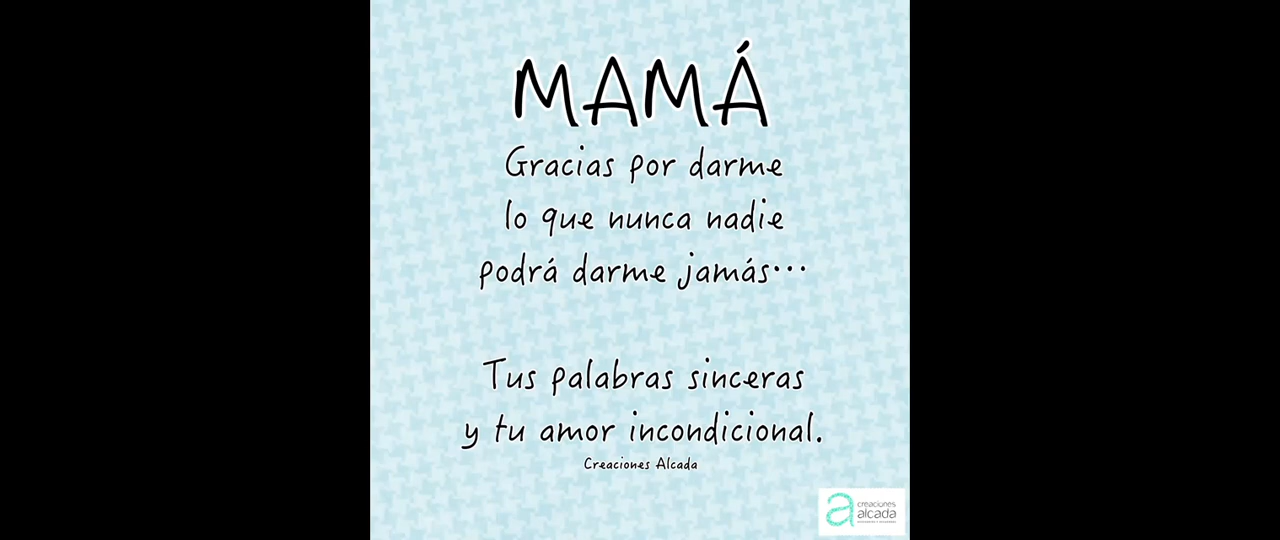 MAMÁ
Gracias por darme
lo que nunca nadie
podrá darme jamás...
Tus palabras sinceras
y tu amor incondicional.
Creaciones Alcada
creaciones
alcada